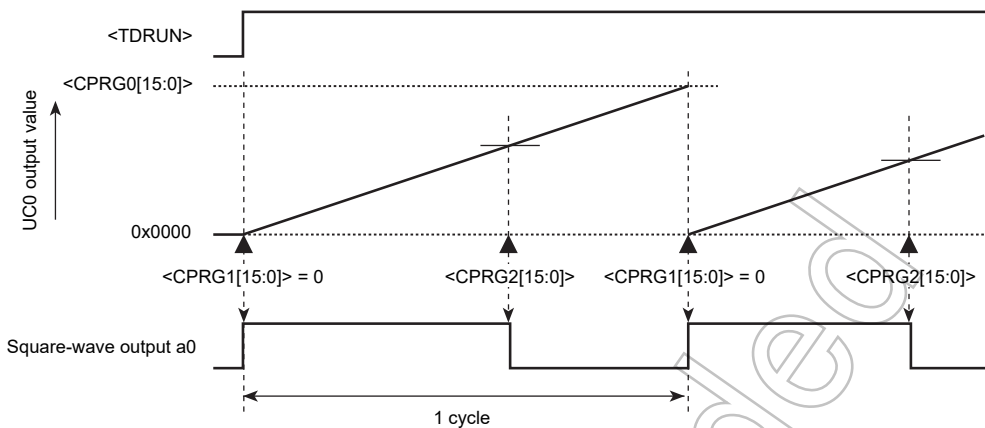 <TDRUN>
<CPRG0[15:0]>
UC0 output value
0x0000
<CPRG1[15:0]> = 0
<CPRG2[15:0]>
<CPRG1[15:0]> = 0
<CPRG2[15:0]>
Square-wave output a0
1 cycle
ded